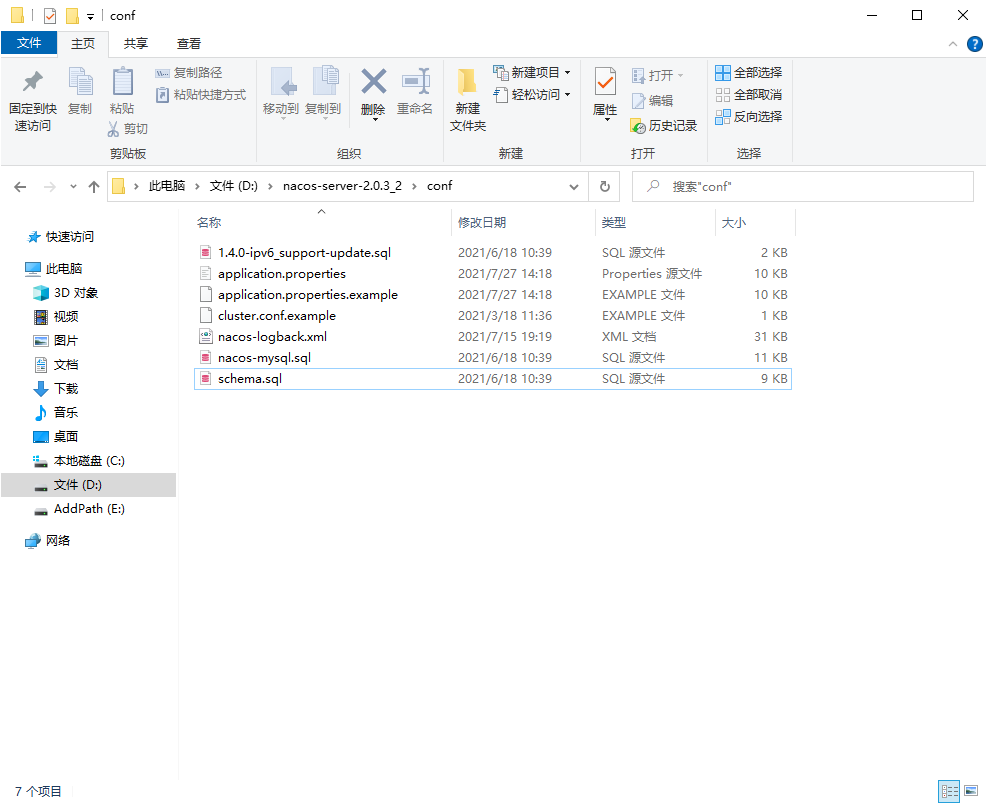 conf
文件 主页 共享 查看
固定到快速访问
复制
粘贴
复制路径
粘贴快捷方式
剪切
剪贴板
移动到
复制到
删除
重命名
组织
新建文件夹
新建项目
轻松访问
新建
属性
打开
编辑
历史记录
打开
全部选择
全部取消
反向选择
选择
此电脑 文件 (D:) nacos-server-2.0.3_2 conf
搜索"conf"
快速访问
此电脑
3D 对象
视频
图片
文档
下载
音乐
桌面
本地磁盘 (C:)
文件 (D:)
AddPath (E:)
网络
名称 修改日期 类型 大小
1.4.0-ipv6_support-update.sql 2021/6/18 10:39 SQL 源文件 2 KB
application.properties 2021/7/27 14:18 Properties 源文件 10 KB
application.properties.example 2021/7/27 14:18 EXAMPLE 文件 10 KB
cluster.conf.example 2021/3/18 11:36 EXAMPLE 文件 1 KB
nacos-logback.xml 2021/7/15 19:19 XML 文档 31 KB
nacos-mysql.sql 2021/6/18 10:39 SQL 源文件 11 KB
schema.sql 2021/6/18 10:39 SQL 源文件 9 KB
7 个项目